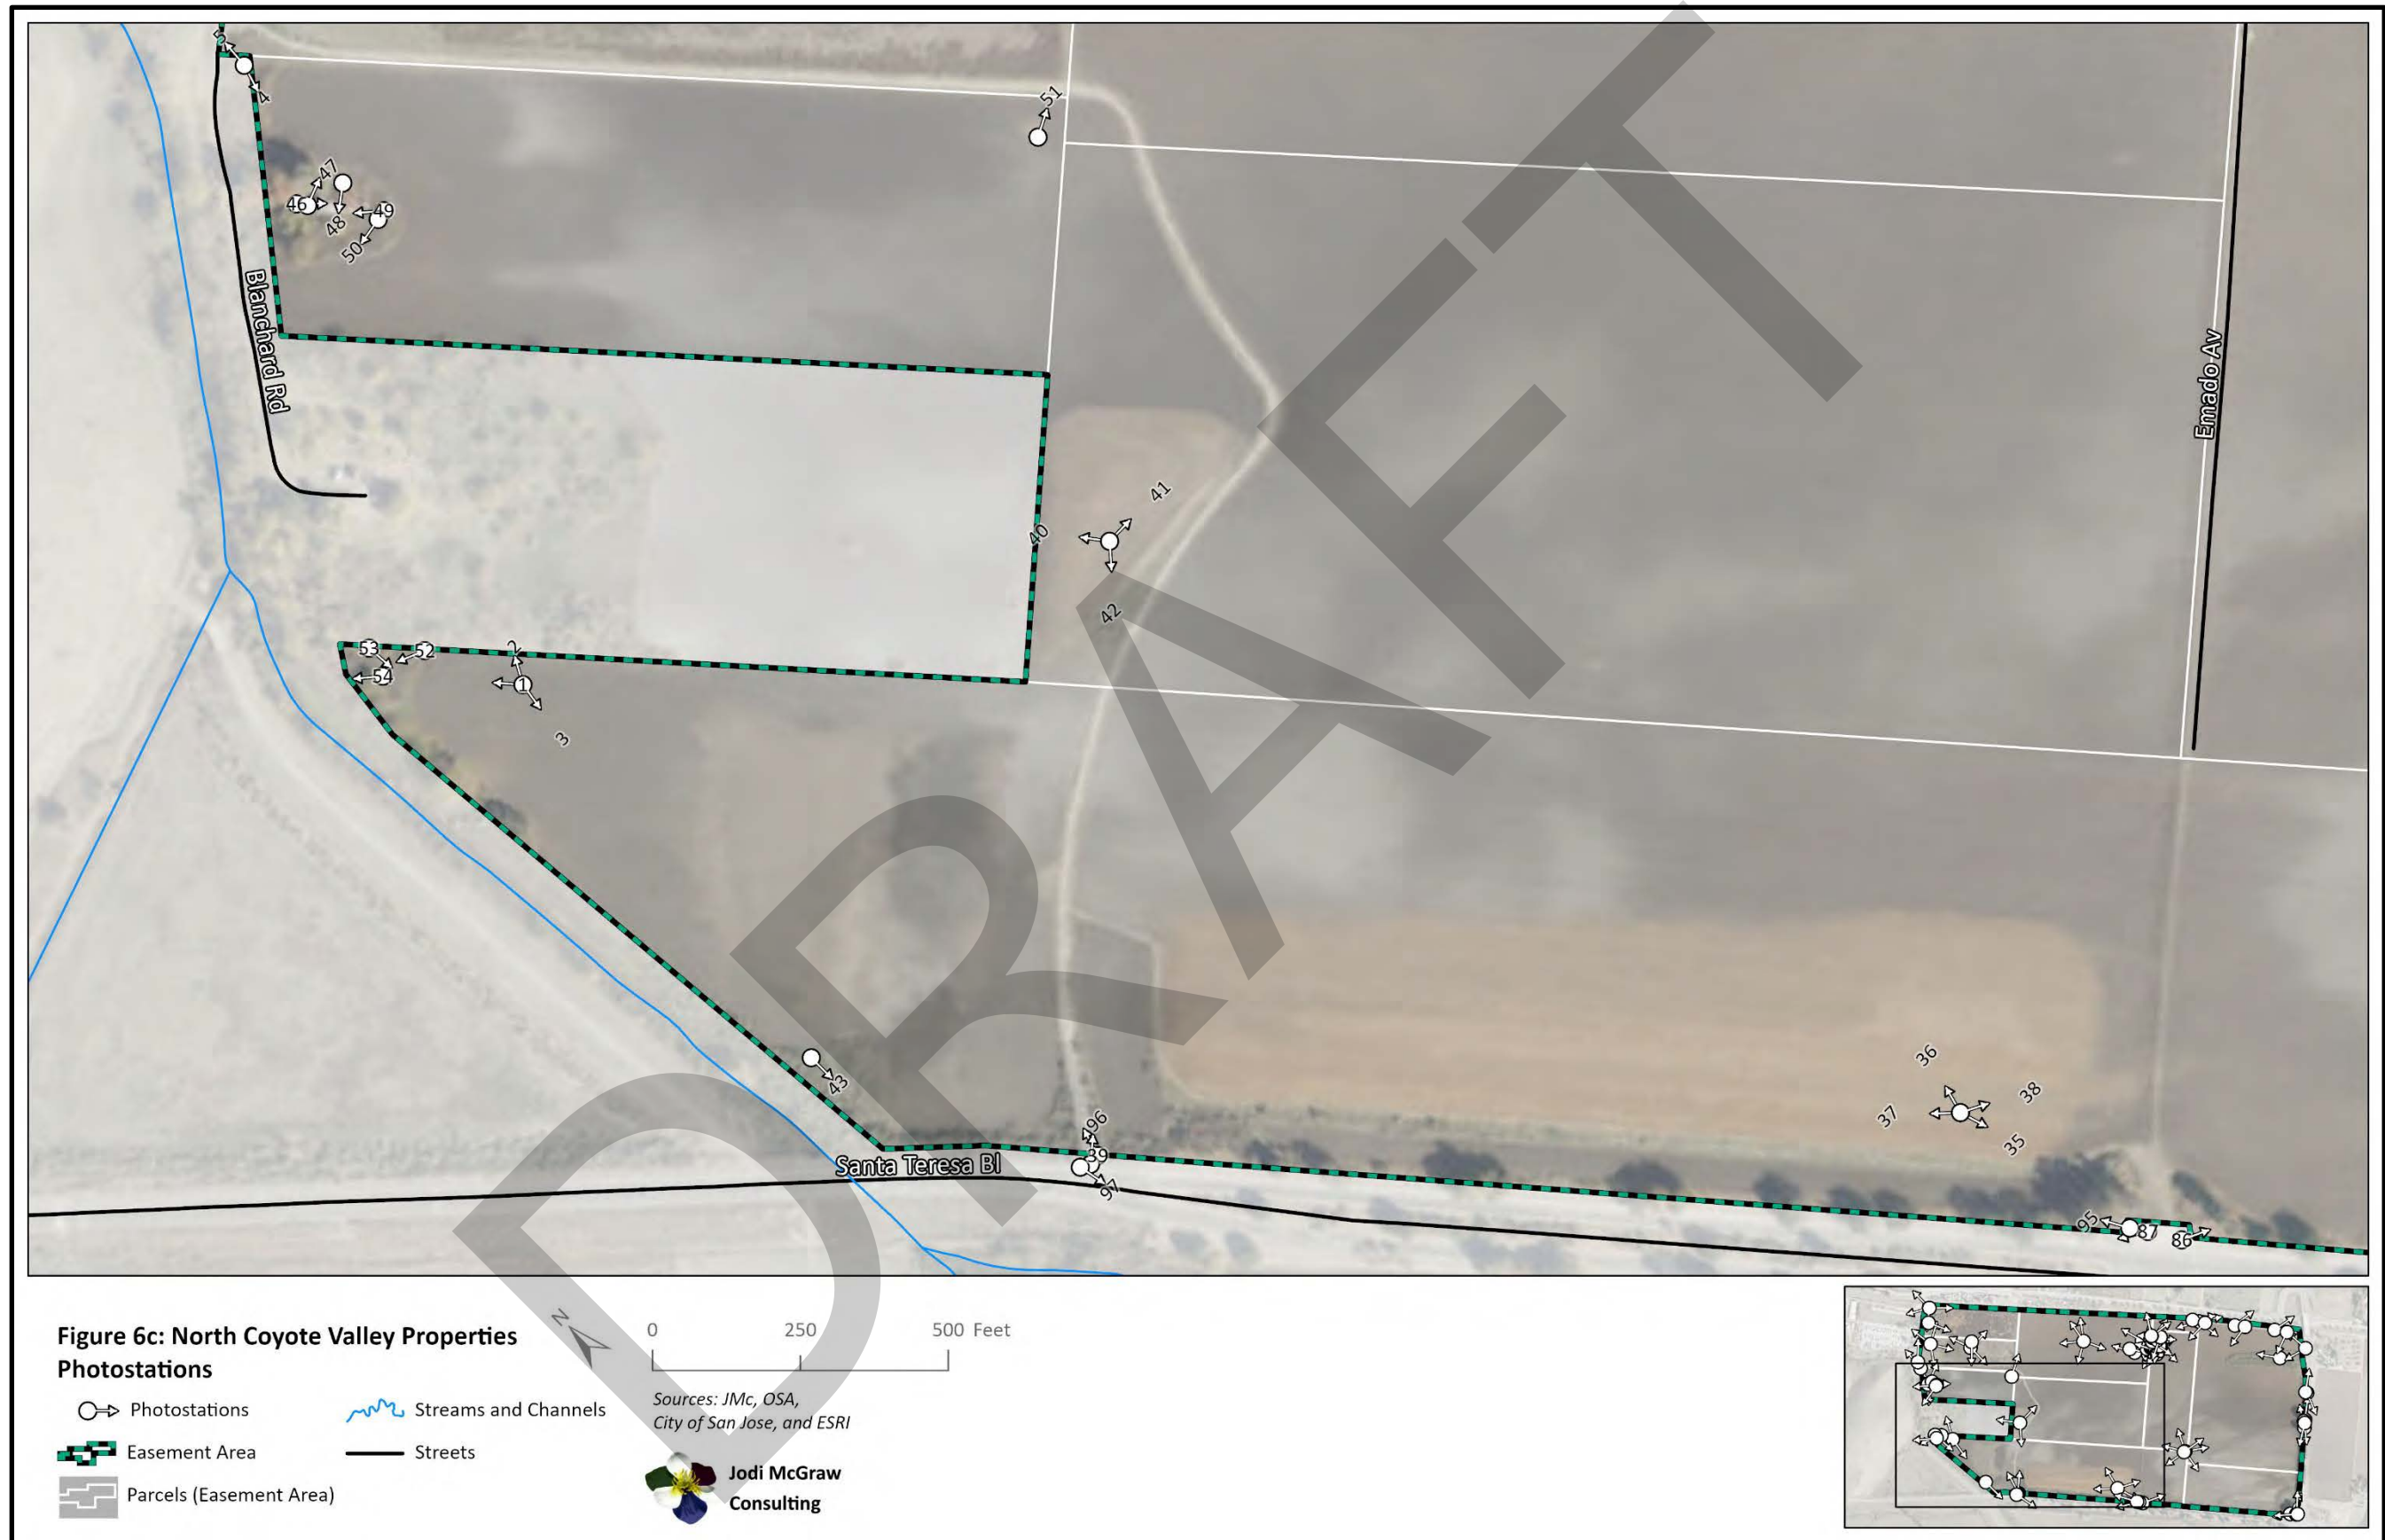 5
4
51
47
46
49
48
50
Blanchard Rd
Emado Av
41
40
42
53
52
2
54
1
3
43
36
38
37
35
96
39
Santa Teresa Bl
97
95
87
86
DRAFT
Figure 6c: North Coyote Valley Properties
Photostations
Photostations
Streams and Channels
Easement Area
Streets
Parcels (Easement Area)
N
0 250 500 Feet
Sources: JMc, OSA,
City of San Jose, and ESRI
Jodi McGraw
Consulting